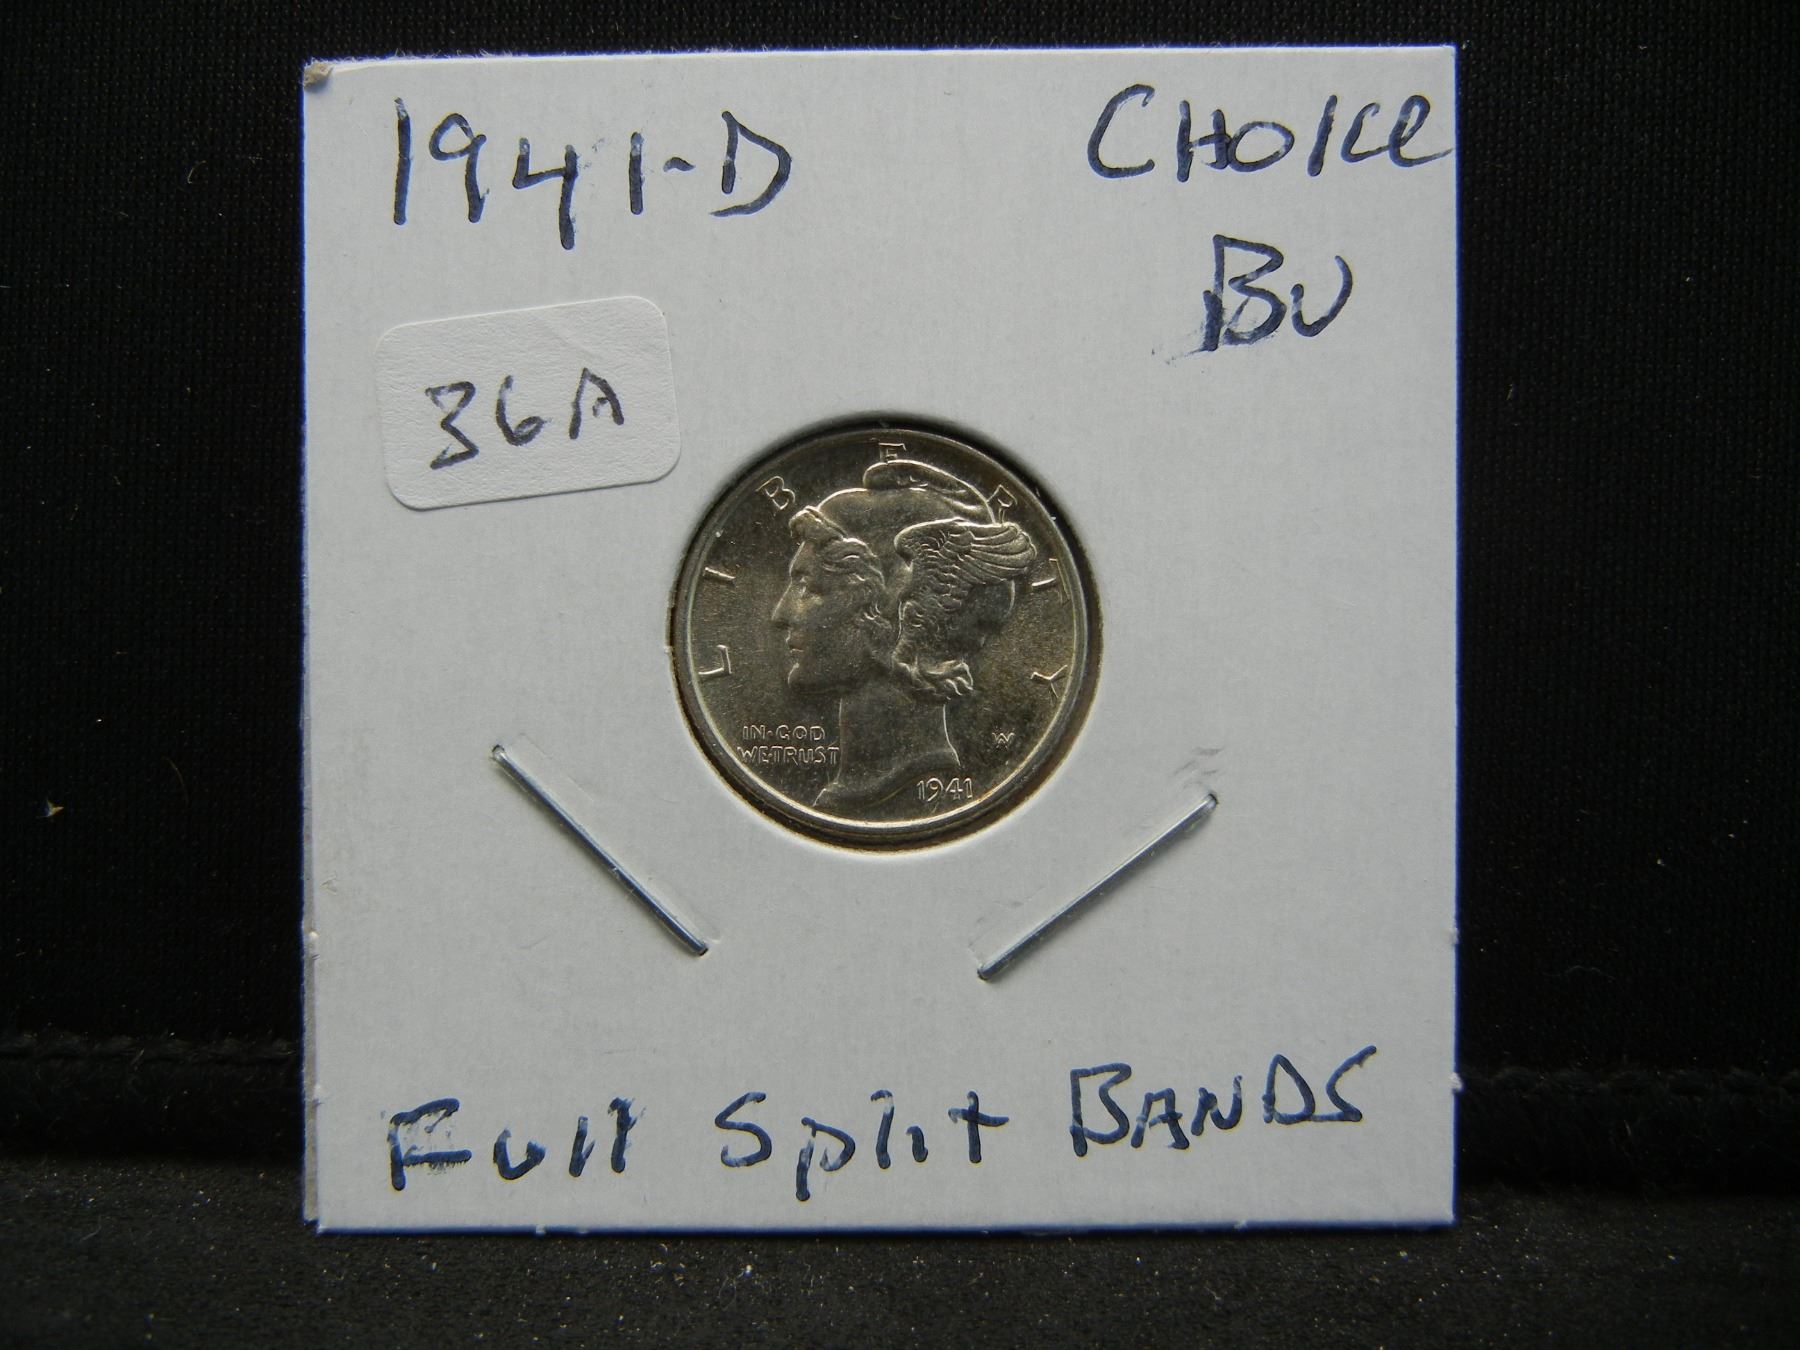 1941-D
CHOICE
BU
36A
LIBERTY
IN·GOD
WE·TRUST
1941
Full Split BANDS